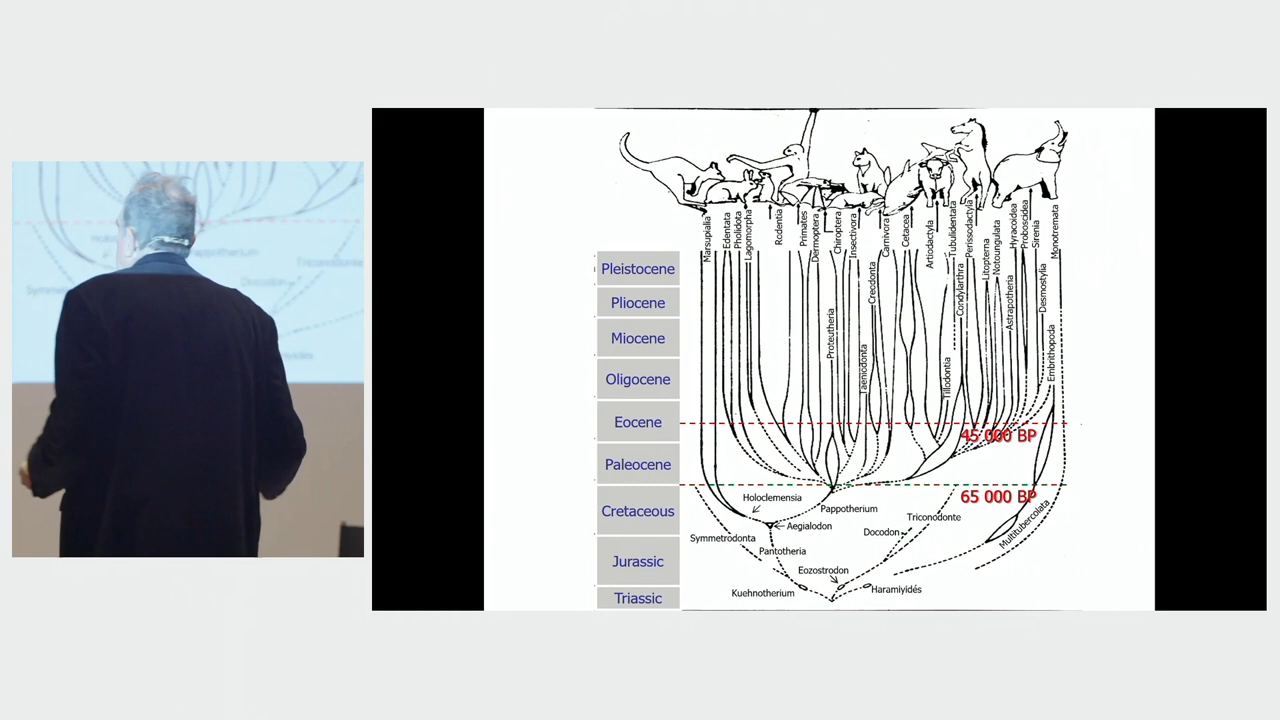 Marsupialia
Edentata
Pholidota
Lagomorpha
Rodentia
Primates
Dermoptera
Chiroptera
Insectivora
Carnivora
Cetacea
Artiodactyla
Tubulidentata
Perissodactyla
Litopterna
Notoungulata
Hyracoidea
Proboscidea
Sirenia
Monotremata
Pleistocene
Creodonta
Condylarthra
Astrapotheria
Desmostylia
Pliocene
Miocene
Proteutheria
Taeniodonta
Tillodontia
Embrithopoda
Oligocene
Eocene
45 000 BP
Paleocene
65 000 BP
Cretaceous
Holoclemensia
Pappotherium
Aegialodon
Triconodonte
Docodon
Multitubercolata
Symmetrodonta
Pantotheria
Jurassic
Eozostrodon
Kuehnotherium
Haramiyidés
Triassic